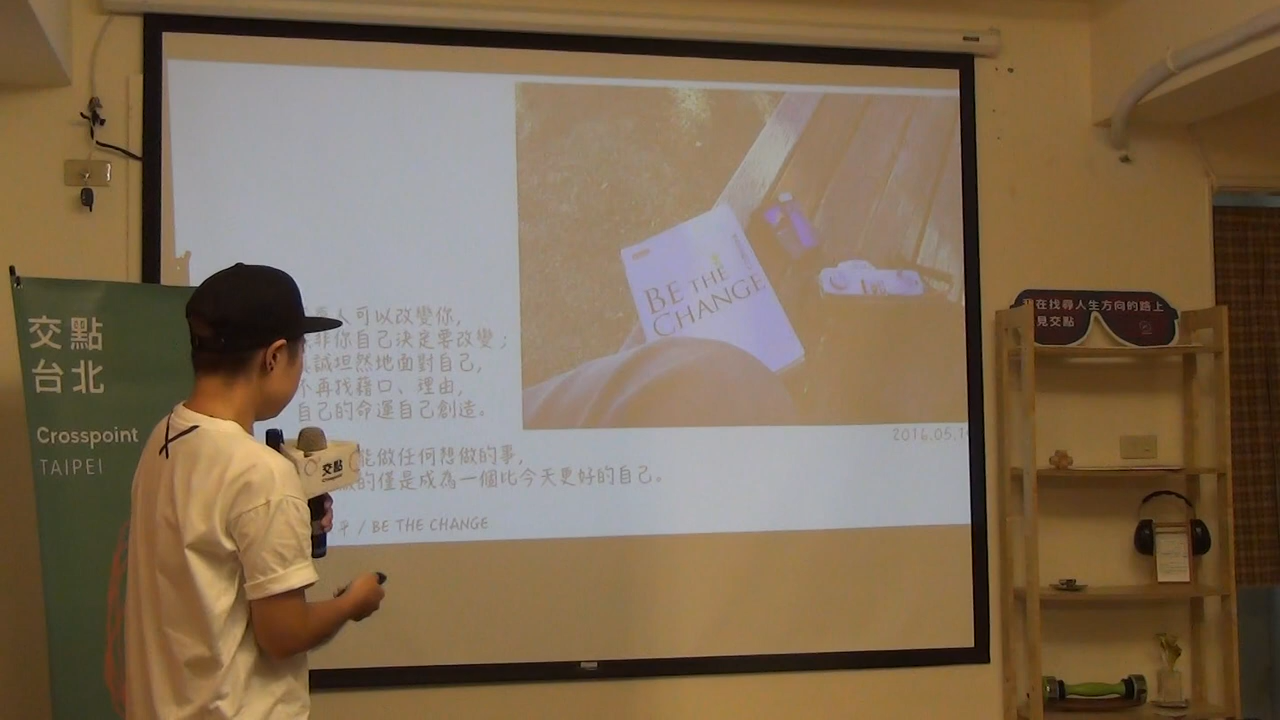 交點
台北
Crosspoint
TAIPEI
人可以改變你,
非你自己決定要改變;
誠坦然地面對自己,
不再找藉口、理由,
自己的命運自己創造。
能做任何想做的事,
的僅是成為一個比今天更好的自己。
/ BE THE CHANGE
BE THE
CHANGE
2016.05.1
交點
在找尋人生方向的路上
見交點